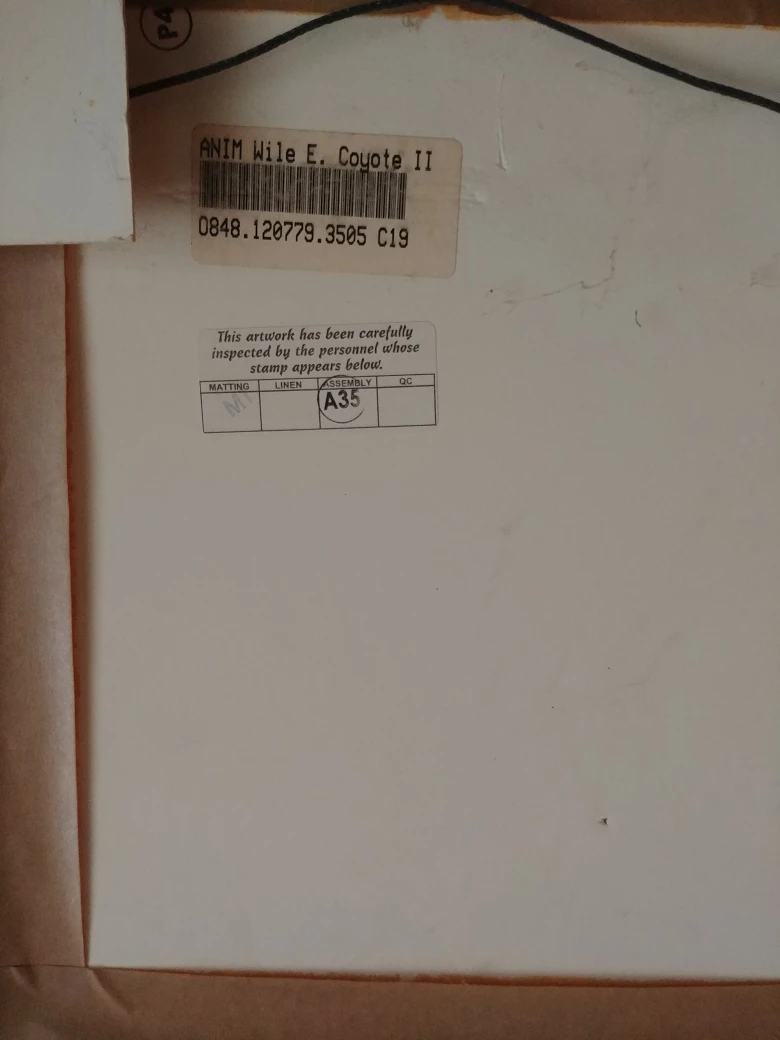 P4
ANIM Wile E. Coyote II
0848.120779.3505 C19
This artwork has been carefully
inspected by the personnel whose
stamp appears below.
MATTING LINEN ASSEMBLY QC
A35